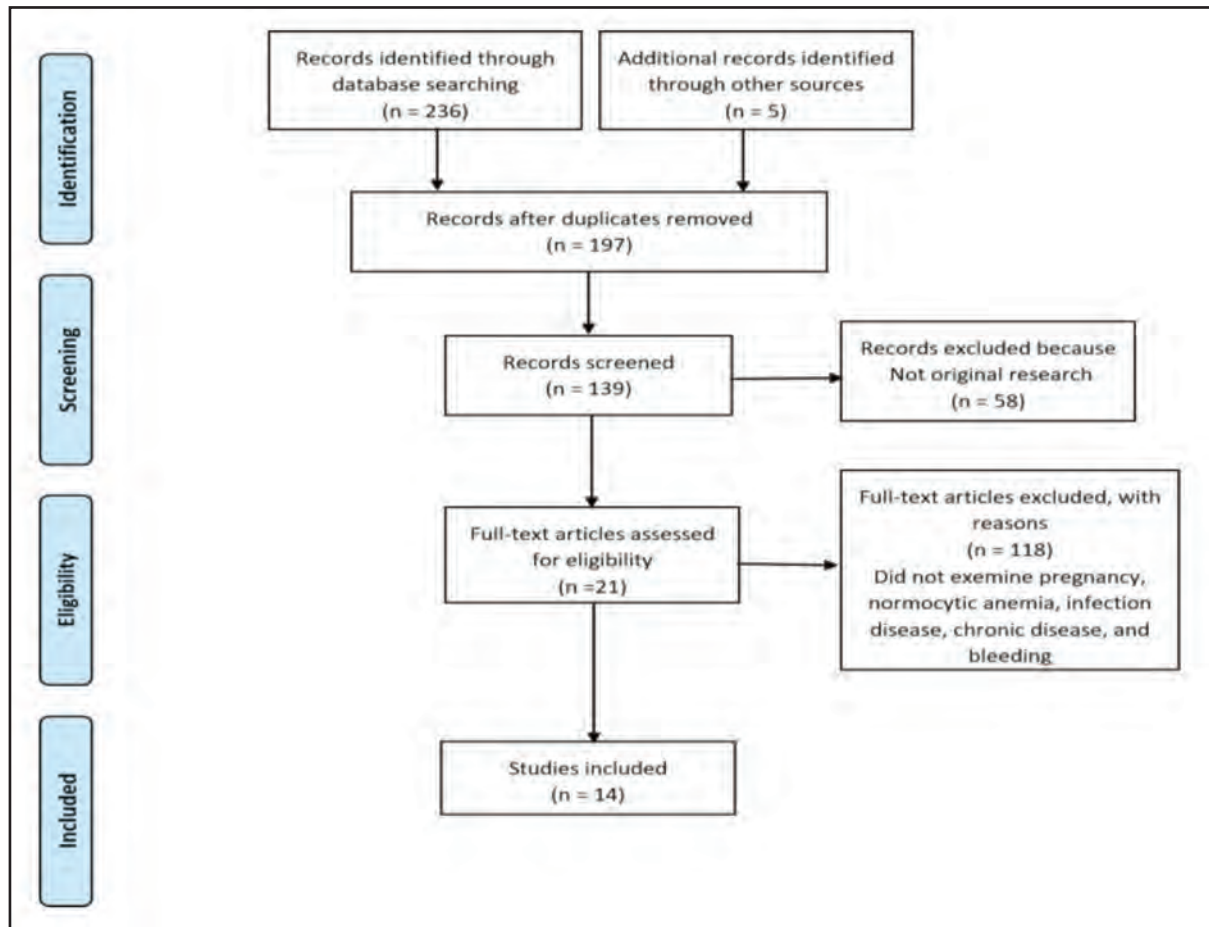 Identification
Records identified through
database searching
(n = 236)
Additional records identified
through other sources
(n = 5)
Records after duplicates removed
(n = 197)
Screening
Records screened
(n = 139)
Records excluded because
Not original research
(n = 58)
Eligibility
Full-text articles assessed
for eligibility
(n =21)
Full-text articles excluded, with
reasons
(n = 118)
Did not exemine pregnancy,
normocytic anemia, infection
disease, chronic disease, and
bleeding
Included
Studies included
(n = 14)